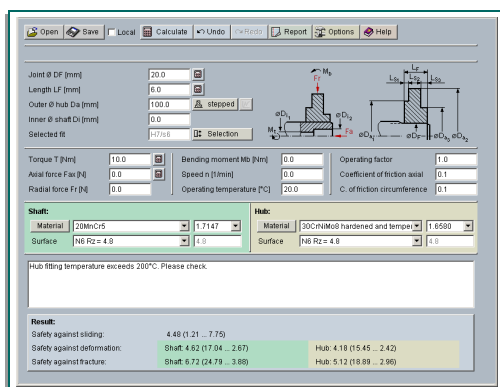 Open Save Local Calculate Undo Redo Report Options Help
Joint Ø DF [mm] 20.0
Length LF [mm] 6.0
Outer Ø hub Da [mm] 100.0 stepped
Inner Ø shaft Di [mm] 0.0
Selected fit H7/s6 Selection
Torque T [Nm] 10.0 Bending moment Mb [Nm] 0.0 Operating factor 1.0
Axial force Fax [N] 0.0 Speed n [1/min] 0.0 Coefficient of friction axial 0.1
Radial force Fr [N] 0.0 Operating temperature [°C] 20.0 C. of friction circumference 0.1
Shaft: Hub:
Material 20MnCr5 1.7147 Material 30CrNiMo8 hardened and temper 1.6580
Surface N6 Rz = 4.8 4.8 Surface N6 Rz = 4.8 4.8
Hub fitting temperature exceeds 200°C. Please check.
Result:
Safety against sliding: 4.48 (1.21 ... 7.75)
Safety against deformation: Shaft: 4.62 (17.04 ... 2.67) Hub: 4.18 (15.45 ... 2.42)
Safety against fracture: Shaft: 6.72 (24.79 ... 3.88) Hub: 5.12 (18.89 ... 2.96)